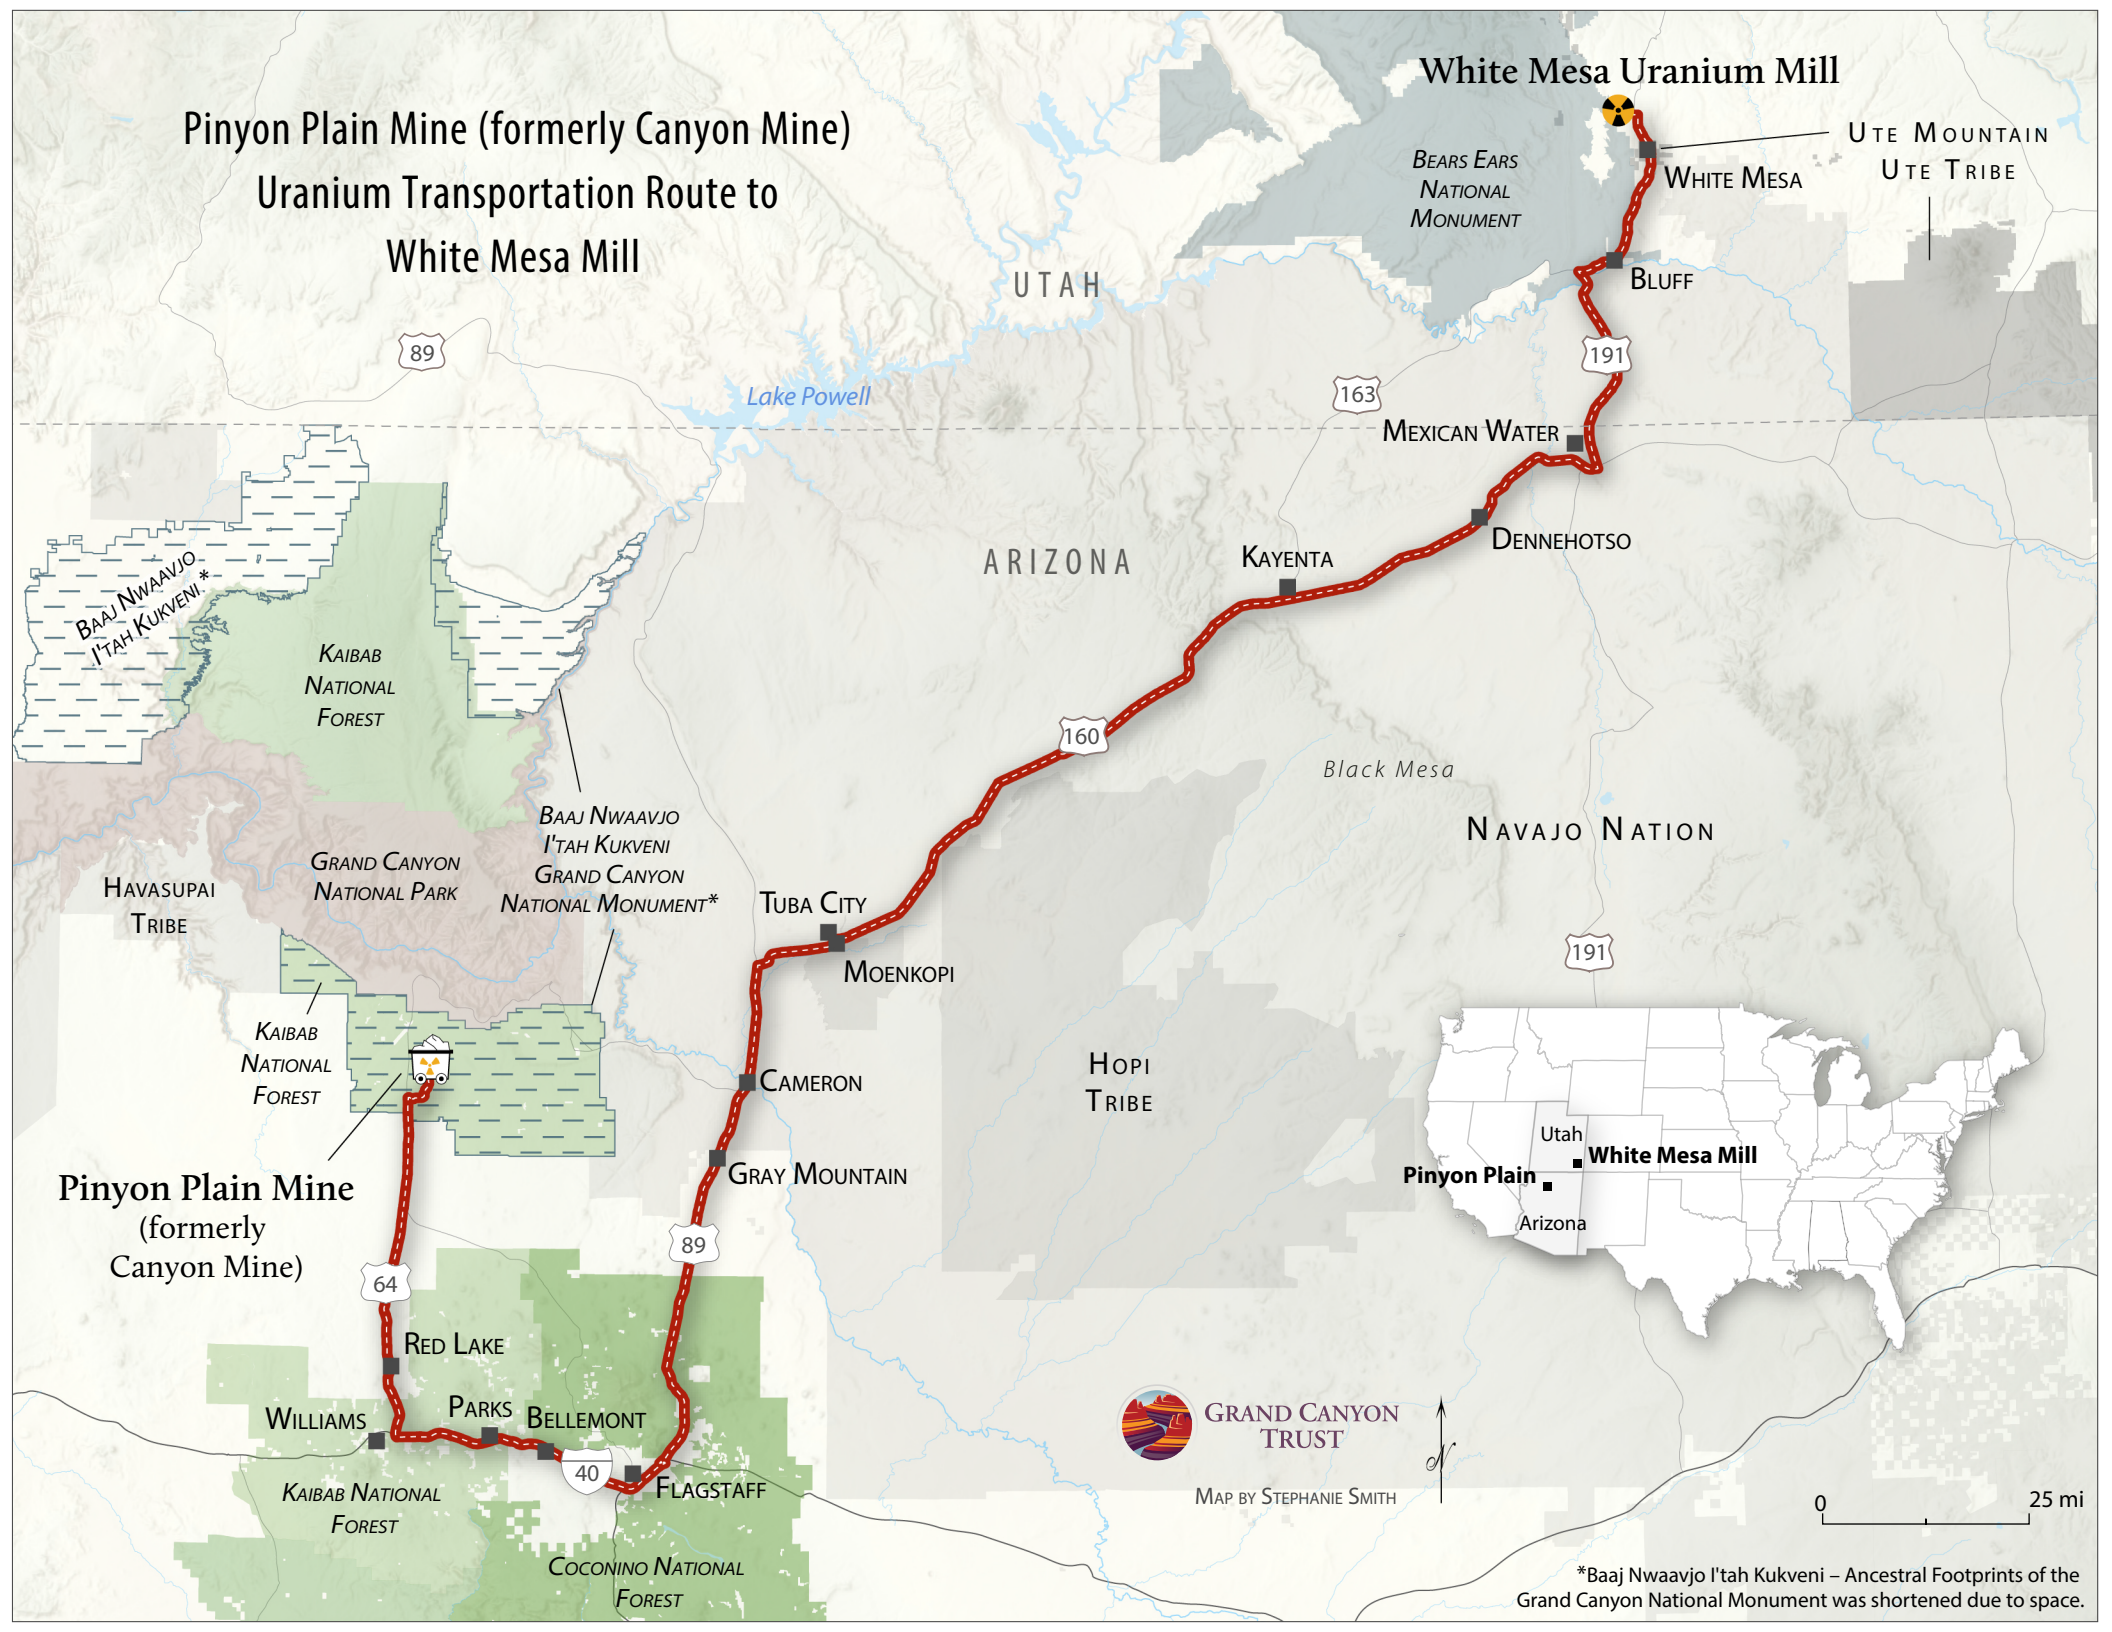 Pinyon Plain Mine (formerly Canyon Mine)
Uranium Transportation Route to
White Mesa Mill
White Mesa Uranium Mill
Ute Mountain
Ute Tribe
Bears Ears
National
Monument
White Mesa
Bluff
UTAH
89
191
163
Lake Powell
Mexican Water
Dennehotso
Kayenta
ARIZONA
Baaj Nwaavjo
I'tah Kukveni *
Kaibab
National
Forest
160
Black Mesa
Navajo Nation
Baaj Nwaavjo
I'tah Kukveni
Grand Canyon
National Monument*
Grand Canyon
National Park
Havasupai
Tribe
Tuba City
Moenkopi
191
Kaibab
National
Forest
Hopi
Tribe
Cameron
Gray Mountain
Pinyon Plain Mine
(formerly
Canyon Mine)
89
64
Utah
White Mesa Mill
Pinyon Plain
Arizona
Red Lake
Williams
Parks
Bellemont
40
Flagstaff
Kaibab National
Forest
Coconino National
Forest
Grand Canyon
Trust
Map by Stephanie Smith
N
0
25 mi
*Baaj Nwaavjo I'tah Kukveni – Ancestral Footprints of the
Grand Canyon National Monument was shortened due to space.